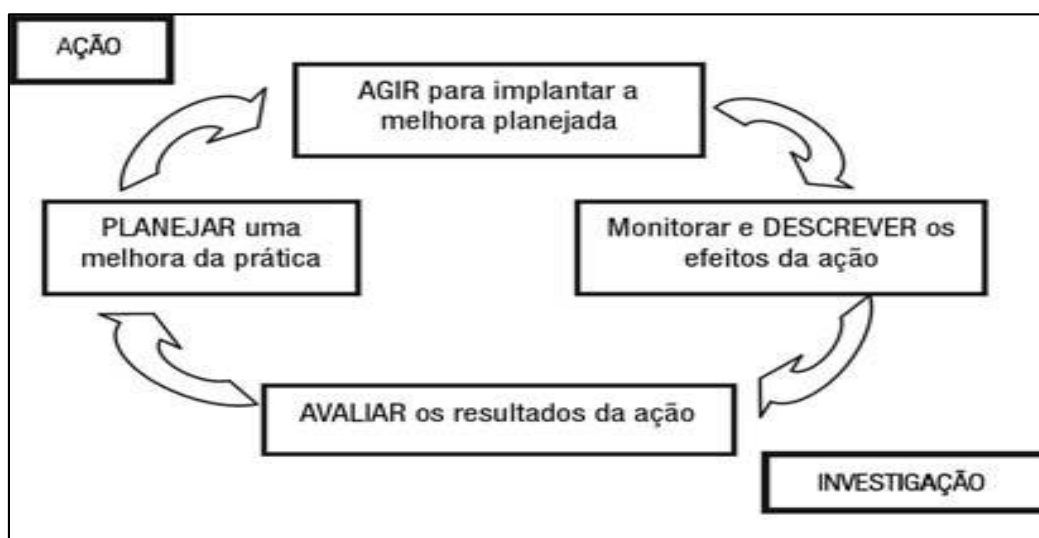 AÇÃO
AGIR para implantar a
melhora planejada
PLANEJAR uma
melhora da prática
Monitorar e DESCREVER os
efeitos da ação
AVALIAR os resultados da ação
INVESTIGAÇÃO